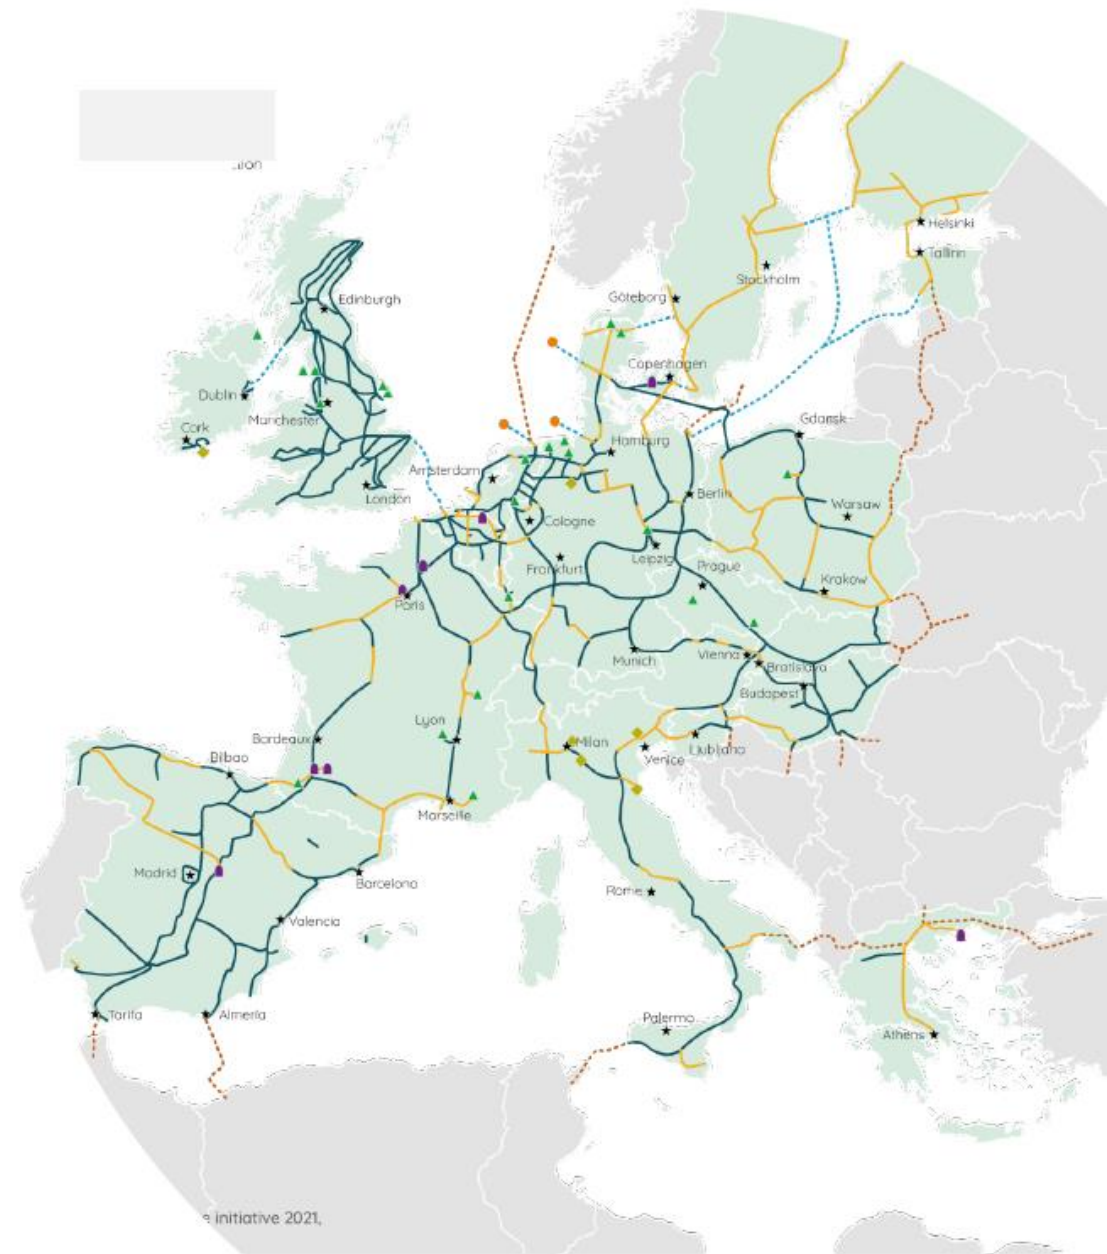 Helsinki
Tallinn
Stockholm
Göteborg
Edinburgh
Copenhagen
Dublin
Manchester
Cork
Gdansk
Hamburg
Amsterdam
London
Berlin
Warsaw
Cologne
Leipzig
Frankfurt
Prague
Krakow
Paris
Munich
Vienna
Bratislava
Budapest
Lyon
Bordeaux
Milan
Ljubljana
Venice
Bilbao
Marseille
Madrid
Barcelona
Rome
Valencia
Tarifa
Almería
Palermo
Athens
initiative 2021,